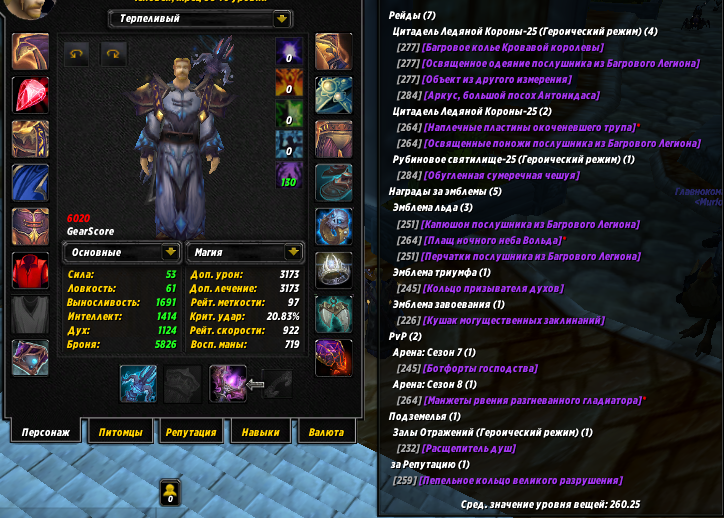 Терпеливый
0
0
0
0
130
6020
GearScore
Основные
Магия
Сила: 53
Ловкость: 61
Выносливость: 1691
Интеллект: 1414
Дух: 1124
Броня: 5826
Доп. урон: 3173
Доп. лечение: 3173
Рейт. меткости: 97
Крит. удар: 20.83%
Рейт. скорости: 922
Восп. маны: 719
Персонаж
Питомцы
Репутация
Навыки
Валюта
0
Рейды (7)
Цитадель Ледяной Короны-25 (Героический режим) (4)
[277] [Багровое колье Кровавой королевы]
[277] [Освященное одеяние послушника из Багрового Легиона]
[277] [Объект из другого измерения]
[284] [Аркус, большой посох Антонидаса]
Цитадель Ледяной Короны-25 (2)
[264] [Наплечные пластины окоченевшего трупа]*
[264] [Освященные поножи послушника из Багрового Легиона]
Рубиновое святилище-25 (Героический режим) (1)
[284] [Обугленная сумеречная чешуя]
Награды за эмблемы (5)
Эмблема льда (3)
[251] [Капюшон послушника из Багрового Легиона]
[264] [Плащ ночного неба Вольда]*
[251] [Перчатки послушника из Багрового Легиона]
Эмблема триумфа (1)
[245] [Кольцо призывателя духов]
Эмблема завоевания (1)
[226] [Кушак могущественных заклинаний]
PvP (2)
Арена: Сезон 7 (1)
[245] [Ботфорты господства]
Арена: Сезон 8 (1)
[264] [Манжеты рвения разгневанного гладиатора]*
Подземелья (1)
Залы Отражений (Героический режим) (1)
[232] [Расщепитель душ]
за Репутацию (1)
[259] [Пепельное кольцо великого разрушения]
Сред. значение уровня вещей: 260.25